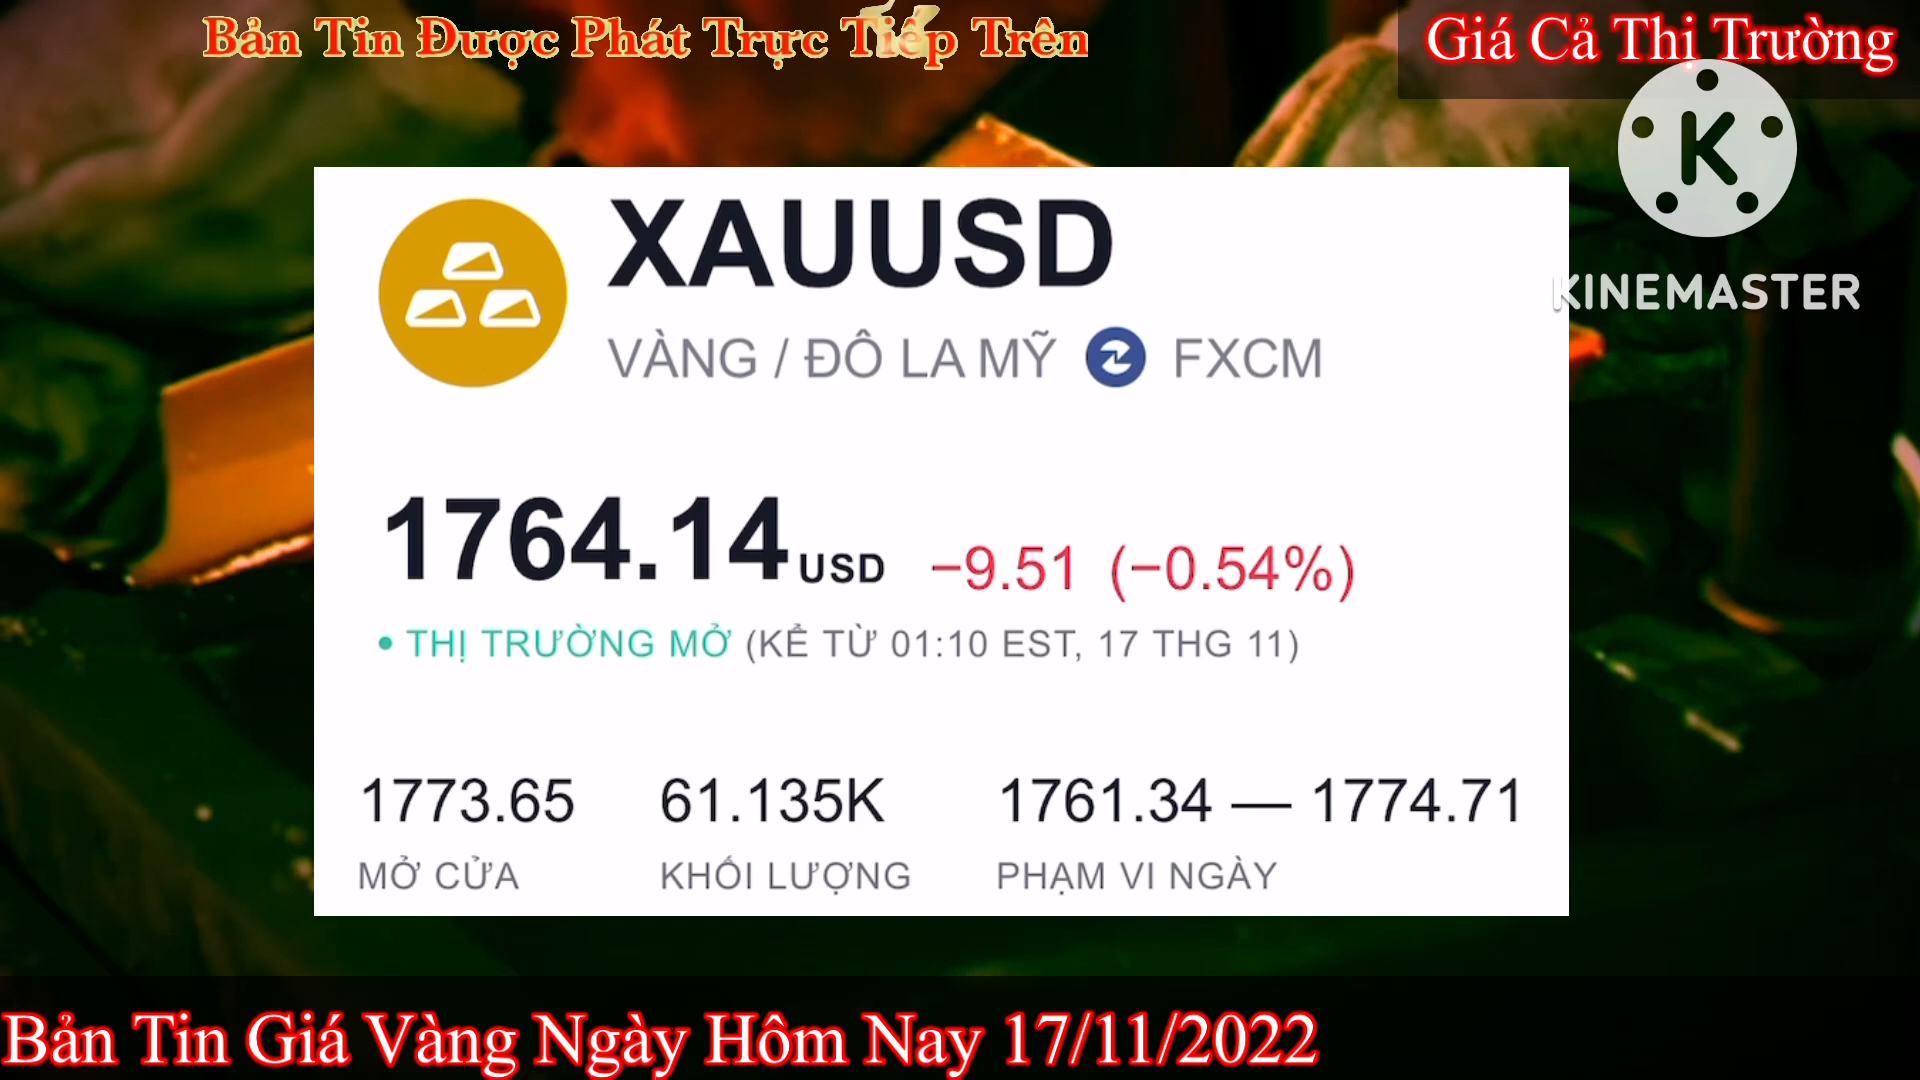 Bản Tin Được Phát Trực Tiếp Trên
Giá Cả Thị Trường
K
KINEMASTER
XAUUSD
VÀNG / ĐÔ LA MỸ FXCM
1764.14 USD −9.51 (−0.54%)
• THỊ TRƯỜNG MỞ (KỂ TỪ 01:10 EST, 17 THG 11)
1773.65 61.135K 1761.34 — 1774.71
MỞ CỬA KHỐI LƯỢNG PHẠM VI NGÀY
Bản Tin Giá Vàng Ngày Hôm Nay 17/11/2022